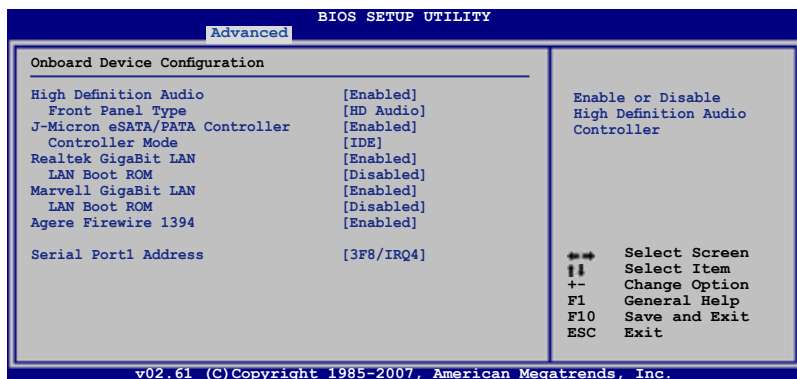 BIOS SETUP UTILITY
Advanced
Onboard Device Configuration
High Definition Audio [Enabled]
Front Panel Type [HD Audio]
J-Micron eSATA/PATA Controller [Enabled]
Controller Mode [IDE]
Realtek GigaBit LAN [Enabled]
LAN Boot ROM [Disabled]
Marvell GigaBit LAN [Enabled]
LAN Boot ROM [Disabled]
Agere Firewire 1394 [Enabled]
Serial Port1 Address [3F8/IRQ4]
Enable or Disable
High Definition Audio
Controller
←→ Select Screen
↑↓ Select Item
+- Change Option
F1 General Help
F10 Save and Exit
ESC Exit
v02.61 (C)Copyright 1985-2007, American Megatrends, Inc.